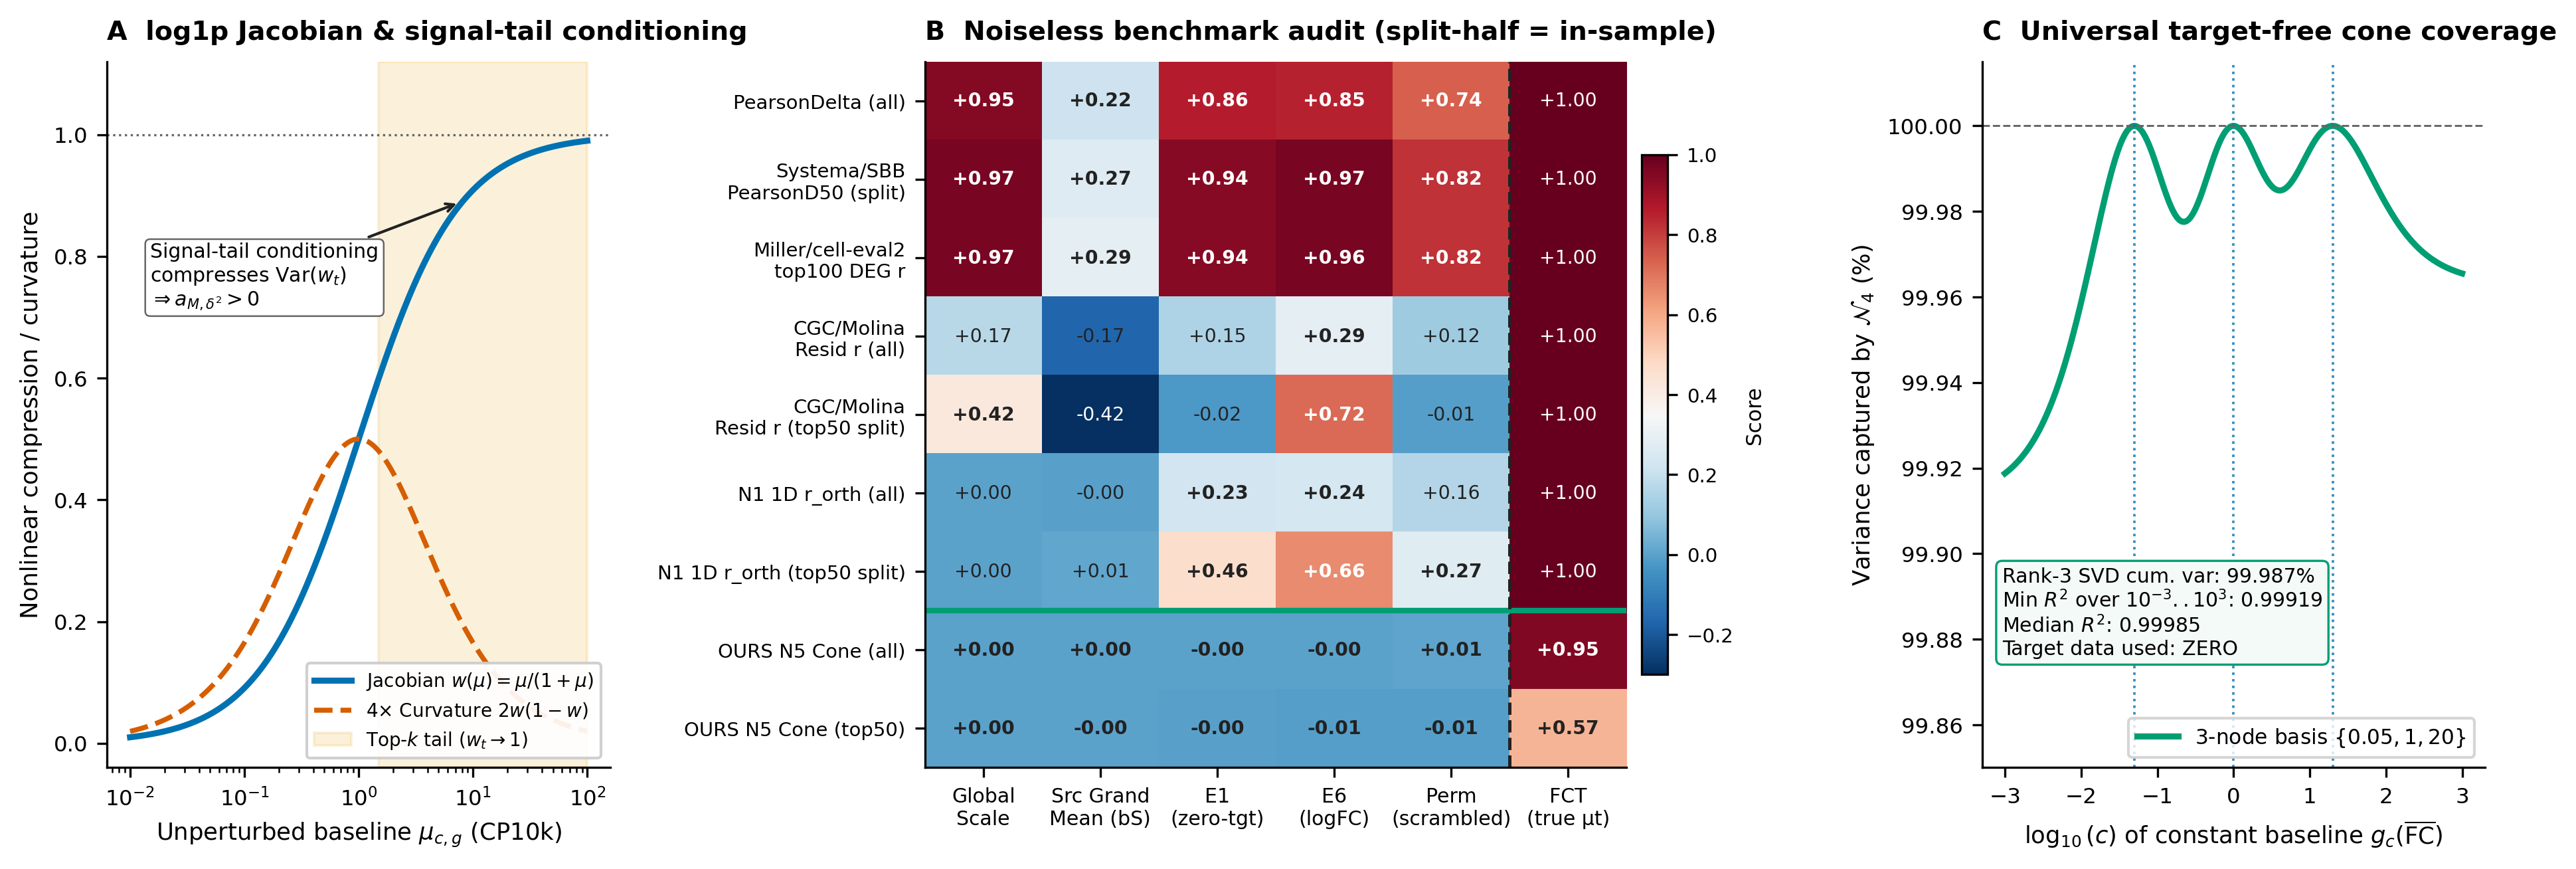 A log1p Jacobian & signal-tail conditioning
Nonlinear compression / curvature
1.0
0.8
0.6
0.4
0.2
0.0
Signal-tail conditioning
compresses Var(w_t)
⇒ a_{M,δ²} > 0
Jacobian w(μ) = μ/(1 + μ)
4× Curvature 2w(1 − w)
Top-k tail (w_t → 1)
10⁻²
10⁻¹
10⁰
10¹
10²
Unperturbed baseline μ_{c,g} (CP10k)
B Noiseless benchmark audit (split-half = in-sample)
PearsonDelta (all)
+0.95 +0.22 +0.86 +0.85 +0.74 +1.00
Systema/SBB
PearsonD50 (split)
+0.97 +0.27 +0.94 +0.97 +0.82 +1.00
Miller/cell-eval2
top100 DEG r
+0.97 +0.29 +0.94 +0.96 +0.82 +1.00
CGC/Molina
Resid r (all)
+0.17 -0.17 +0.15 +0.29 +0.12 +1.00
CGC/Molina
Resid r (top50 split)
+0.42 -0.42 -0.02 +0.72 -0.01 +1.00
N1 1D r_orth (all)
+0.00 -0.00 +0.23 +0.24 +0.16 +1.00
N1 1D r_orth (top50 split)
+0.00 +0.01 +0.46 +0.66 +0.27 +1.00
OURS N5 Cone (all)
+0.00 +0.00 -0.00 -0.00 +0.01 +0.95
OURS N5 Cone (top50)
+0.00 -0.00 -0.00 -0.01 -0.01 +0.57
Global
Scale
Src Grand
Mean (bS)
E1
(zero-tgt)
E6
(logFC)
Perm
(scrambled)
FCT
(true μt)
1.0
0.8
0.6
0.4
0.2
0.0
−0.2
Score
C Universal target-free cone coverage
Variance captured by 𝒩₄ (%)
100.00
99.98
99.96
99.94
99.92
99.90
99.88
99.86
Rank-3 SVD cum. var: 99.987%
Min R² over 10⁻³..10³: 0.99919
Median R²: 0.99985
Target data used: ZERO
3-node basis {0.05, 1, 20}
−3
−2
−1
0
1
2
3
log₁₀(c) of constant baseline g_c(F̅C̅)